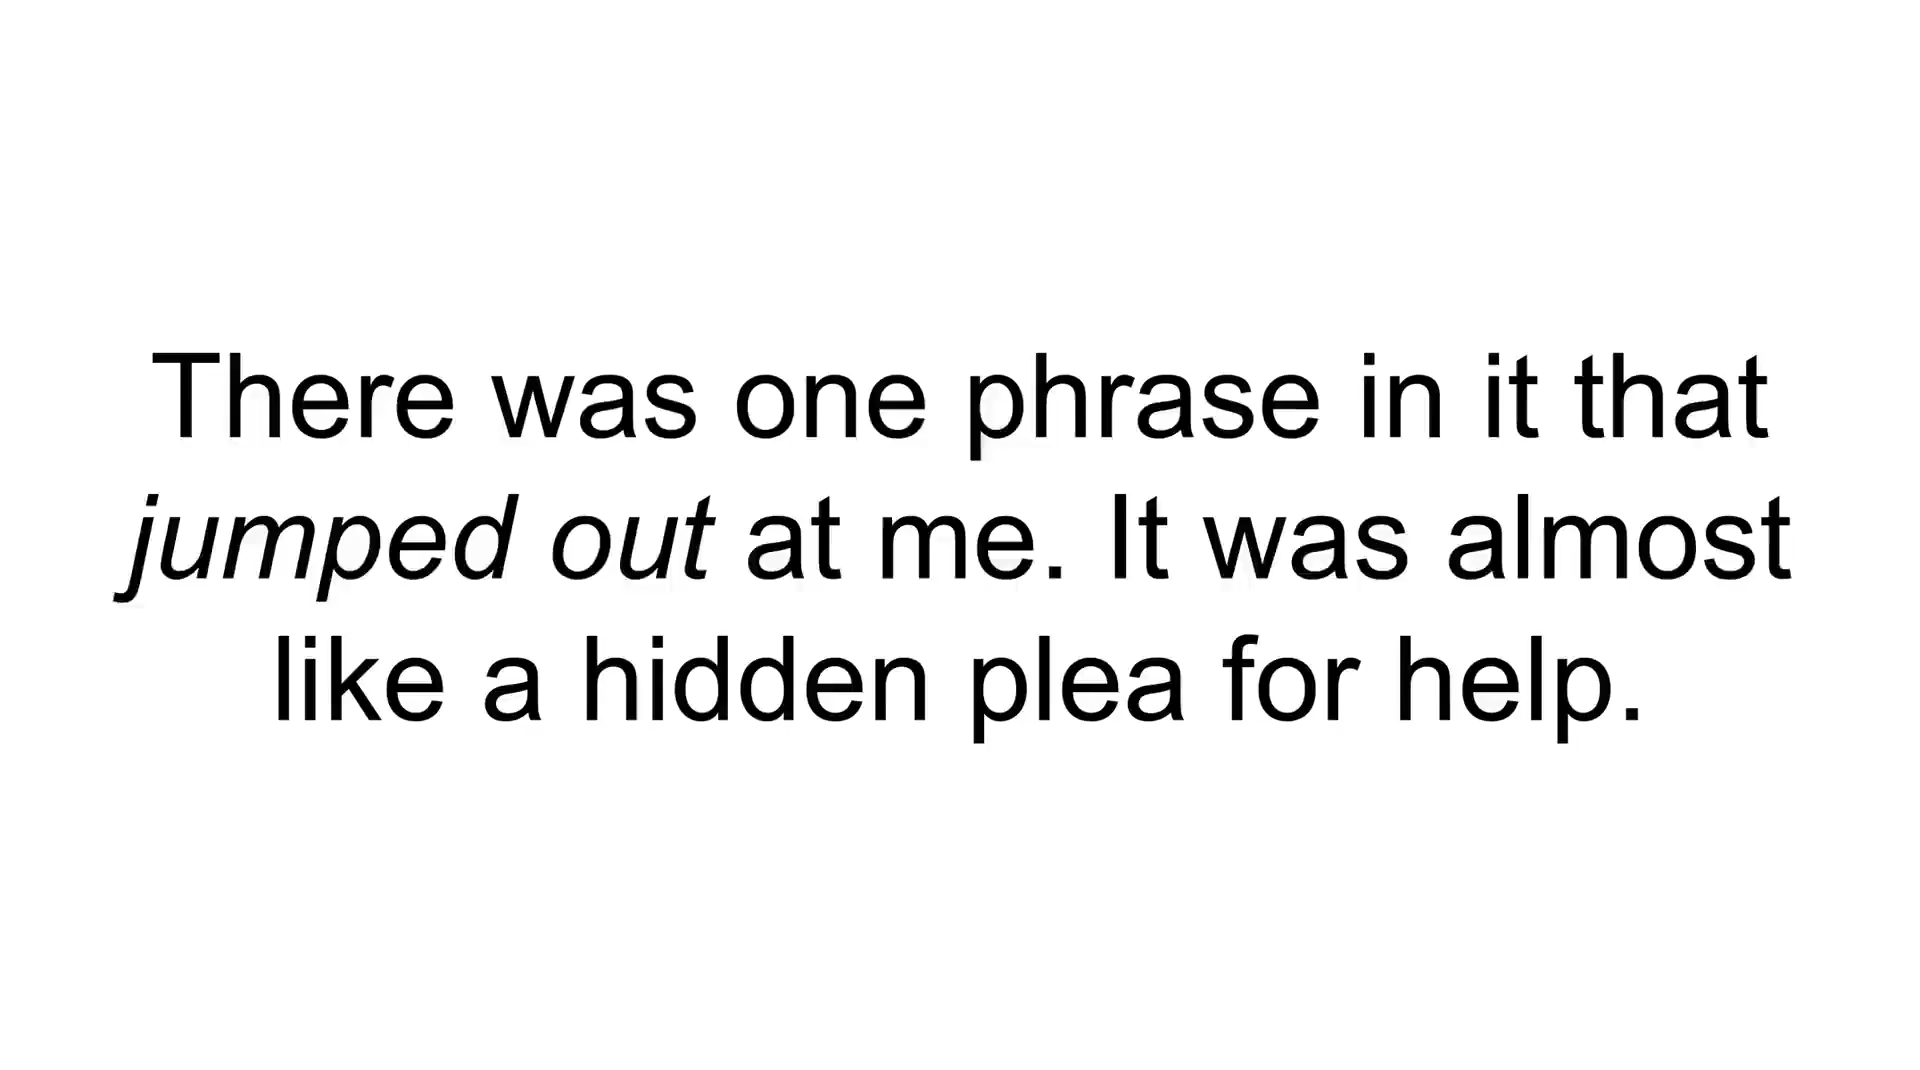 There was one phrase in it that
jumped out at me. It was almost
like a hidden plea for help.